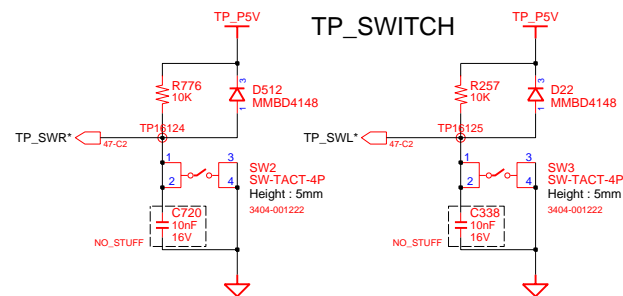 TP_SWITCH
TP_P5V
R776
10K
3
D512
MMBD4148
1
TP_SWR*
47-C2
TP16124
1
2
3
4
SW2
SW-TACT-4P
Height : 5mm
3404-001222
C720
10nF
16V
NO_STUFF
TP_P5V
R257
10K
3
D22
MMBD4148
1
TP_SWL*
47-C2
TP16125
1
2
3
4
SW3
SW-TACT-4P
Height : 5mm
3404-001222
C338
10nF
16V
NO_STUFF